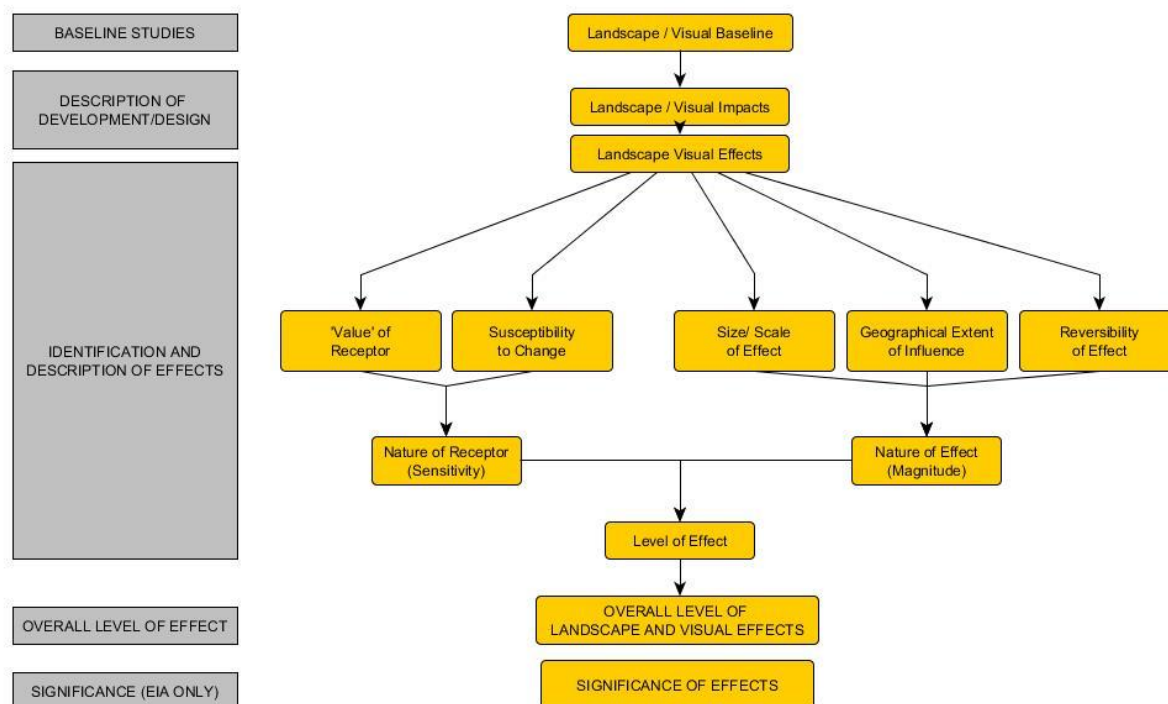 BASELINE STUDIES
Landscape / Visual Baseline
DESCRIPTION OF
DEVELOPMENT/DESIGN
Landscape / Visual Impacts
Landscape Visual Effects
IDENTIFICATION AND
DESCRIPTION OF EFFECTS
'Value' of
Receptor
Susceptibility
to Change
Size/ Scale
of Effect
Geographical Extent
of Influence
Reversibility
of Effect
Nature of Receptor
(Sensitivity)
Nature of Effect
(Magnitude)
Level of Effect
OVERALL LEVEL OF EFFECT
OVERALL LEVEL OF
LANDSCAPE AND VISUAL EFFECTS
SIGNIFICANCE (EIA ONLY)
SIGNIFICANCE OF EFFECTS